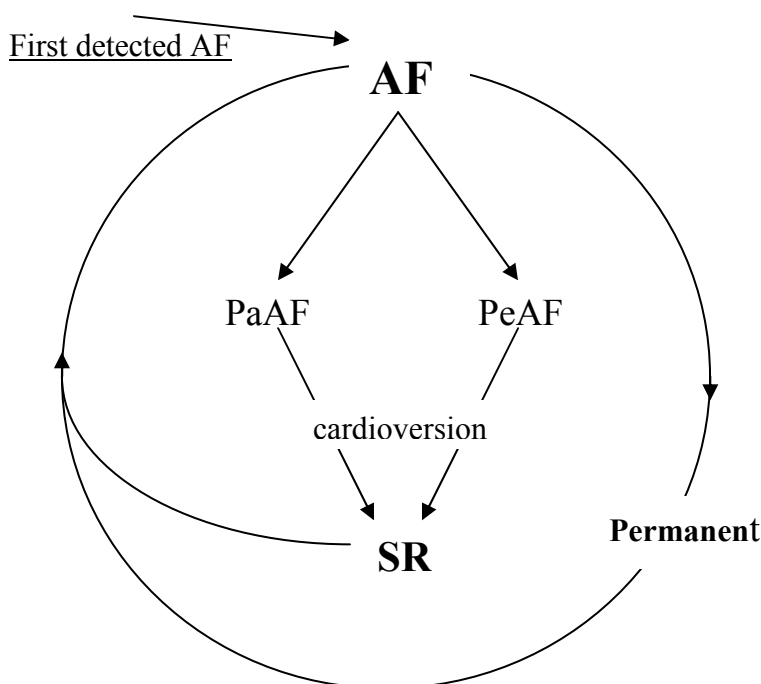 First detected AF
AF
PaAF
PeAF
cardioversion
Permanent
SR